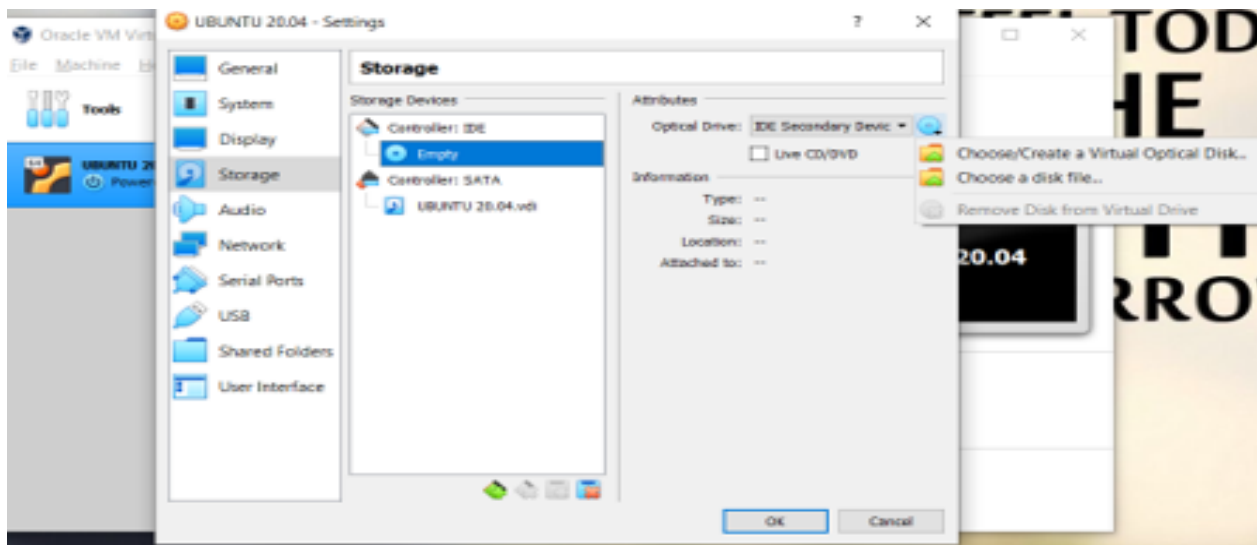 UBUNTU 20.04 - Settings
?
Oracle VM Virt
File Machine
Tools
UBUNTU 20
Power
General
System
Display
Storage
Audio
Network
Serial Ports
USB
Shared Folders
User Interface
Storage
Storage Devices
Controller: IDE
Empty
Controller: SATA
UBUNTU 20.04.vdi
Attributes
Optical Drive: IDE Secondary Devic
Live CD/DVD
Information
Type: --
Size: --
Location: --
Attached to: --
OK
Cancel
Choose/Create a Virtual Optical Disk...
Choose a disk file...
Remove Disk from Virtual Drive
20.04
TOD
HE
RRO